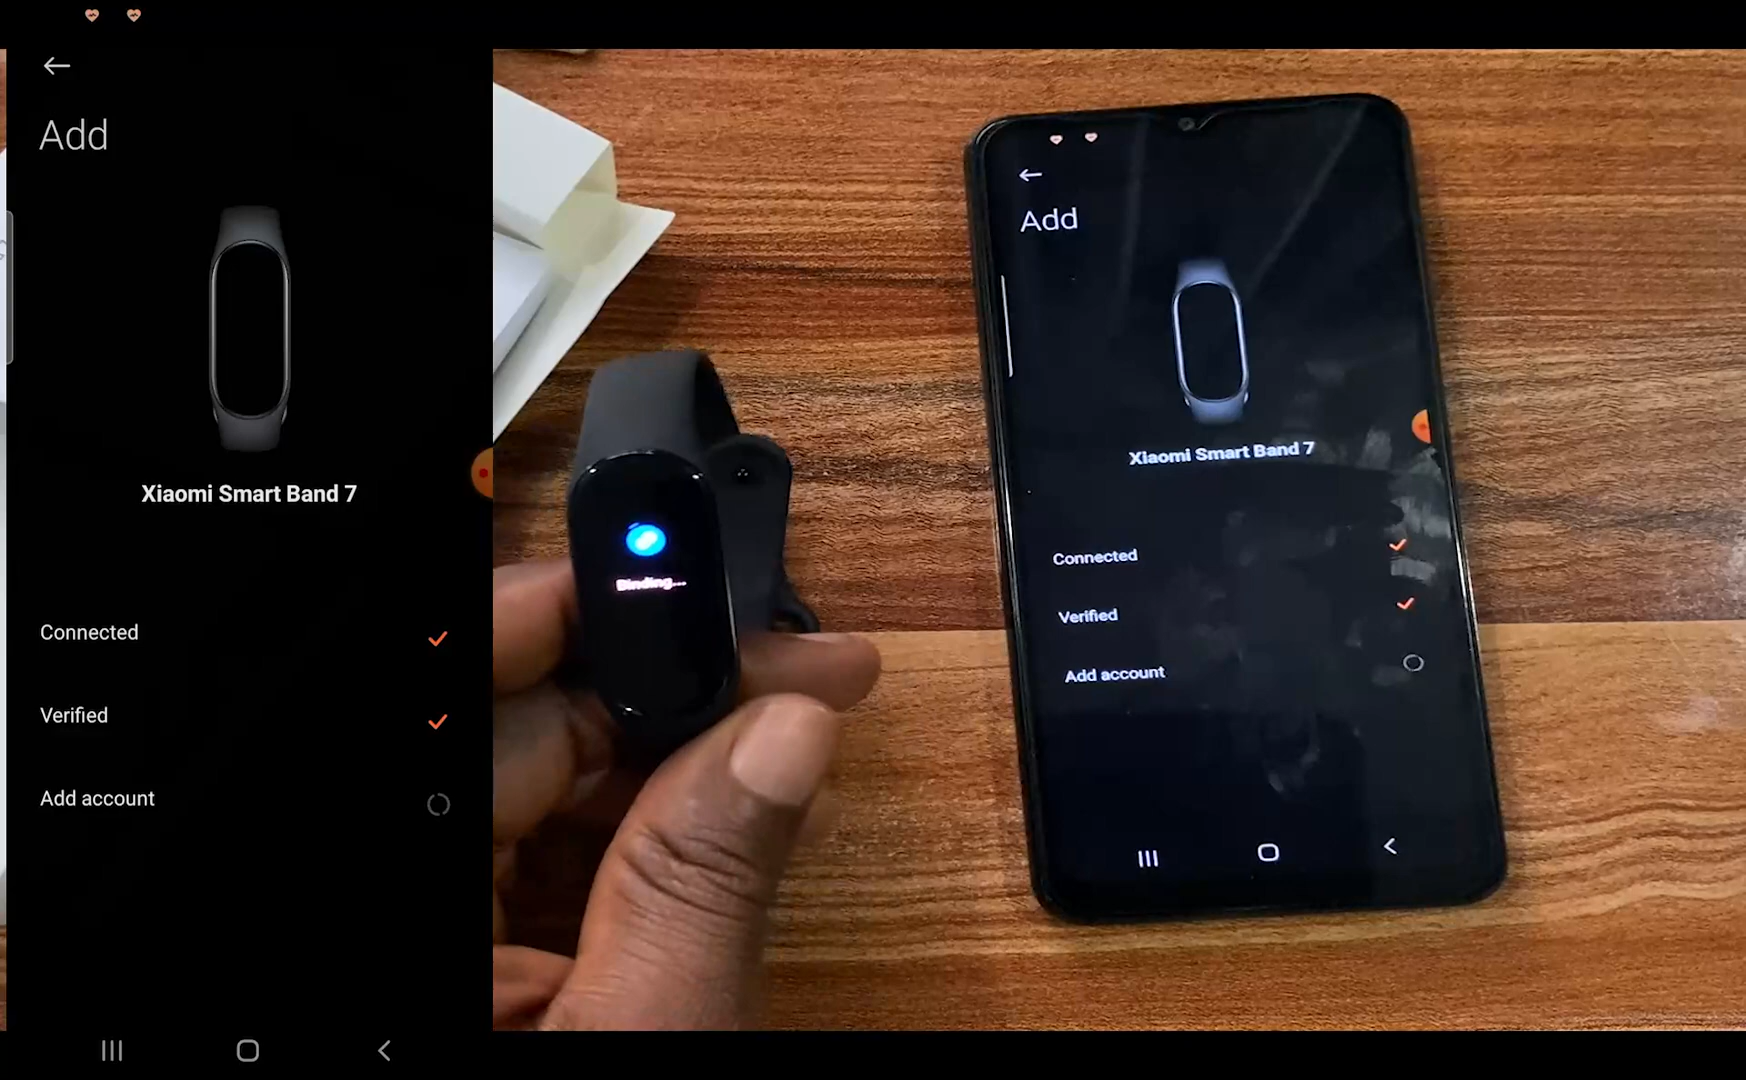 Add
Xiaomi Smart Band 7
Connected
Verified
Add account
Binding...
Add
Xiaomi Smart Band 7
Connected
Verified
Add account